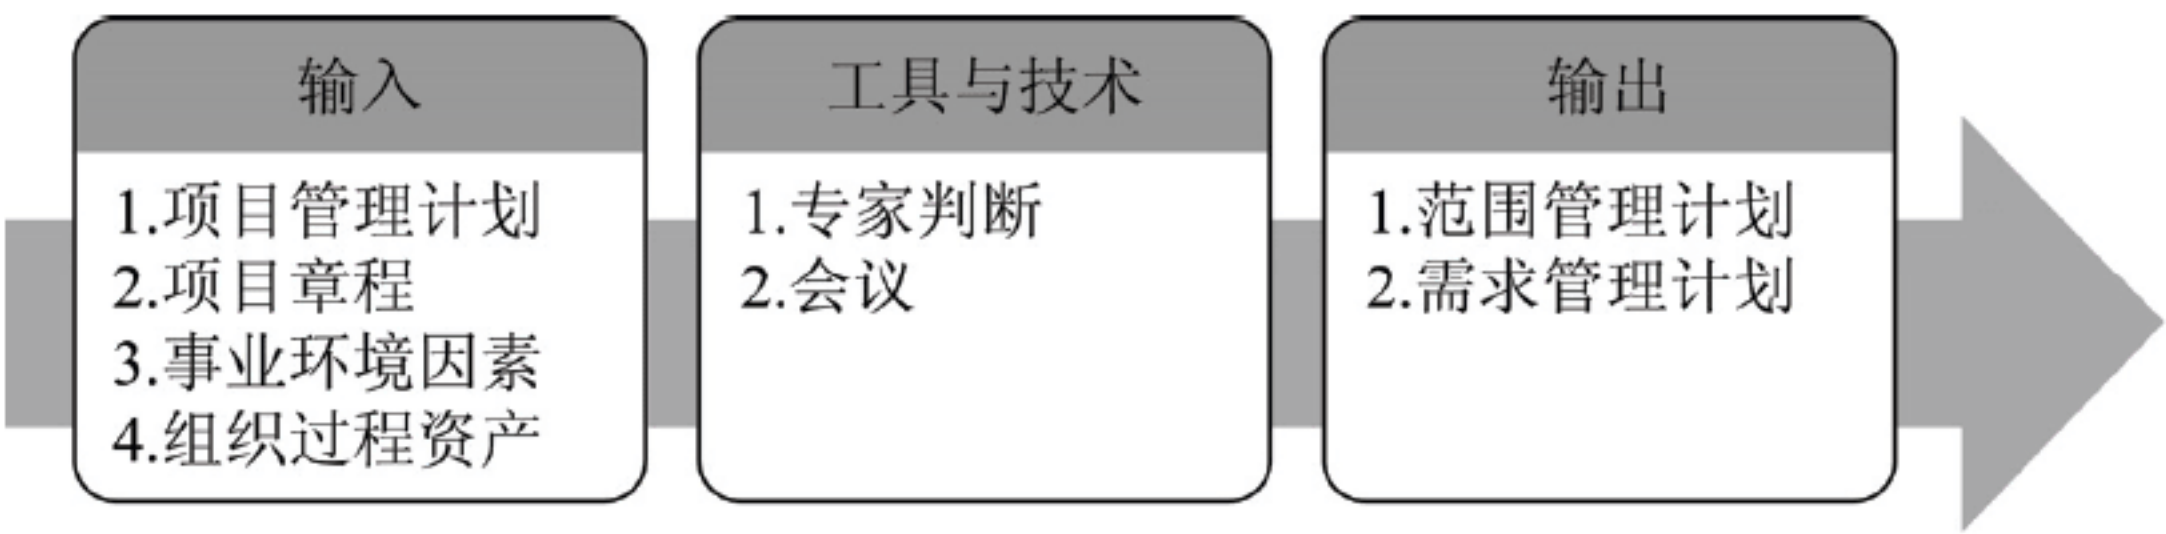 输入
1.项目管理计划
2.项目章程
3.事业环境因素
4.组织过程资产
工具与技术
1.专家判断
2.会议
输出
1.范围管理计划
2.需求管理计划